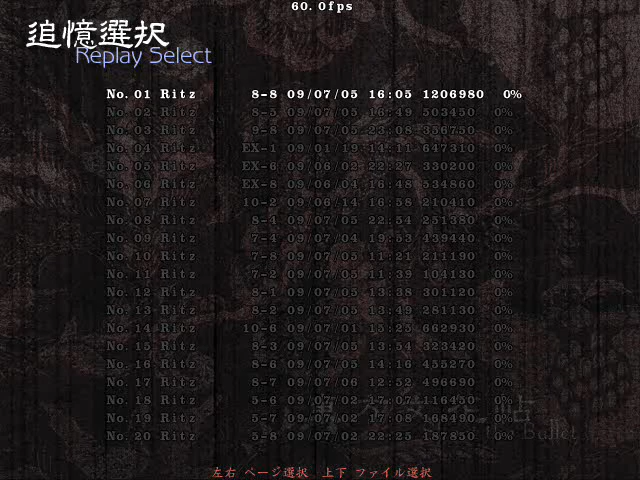 60.0fps
追憶選択
Replay Select
No.01 Ritz 8-8 09/07/05 16:05 1206980 0%
No.02 Ritz 8-5 09/07/05 16:49 503450 0%
No.03 Ritz 9-8 09/07/05 23:08 356750 0%
No.04 Ritz EX-1 09/01/19 14:11 647310 0%
No.05 Ritz EX-6 09/06/23 22:27 330200 0%
No.06 Ritz EX-8 09/06/04 16:48 534860 0%
No.07 Ritz 10-2 09/06/14 16:58 210410 0%
No.08 Ritz 8-4 09/07/05 22:54 251380 0%
No.09 Ritz 7-4 09/07/04 19:53 439440 0%
No.10 Ritz 7-8 09/07/05 11:21 211190 0%
No.11 Ritz 7-2 09/07/05 11:39 104130 0%
No.12 Ritz 8-1 09/07/05 13:38 301120 0%
No.13 Ritz 8-2 09/07/05 13:49 281130 0%
No.14 Ritz 10-6 09/07/01 13:25 662930 0%
No.15 Ritz 8-3 09/07/05 13:54 323420 0%
No.16 Ritz 8-6 09/07/05 14:16 455270 0%
No.17 Ritz 8-7 09/07/06 12:52 496690 0%
No.18 Ritz 5-6 09/07/02 17:07 116450 0%
No.19 Ritz 5-7 09/07/02 17:08 168490 0%
No.20 Ritz 5-8 09/07/02 22:25 187850 0%
Bullet
左右 ページ選択 上下 ファイル選択